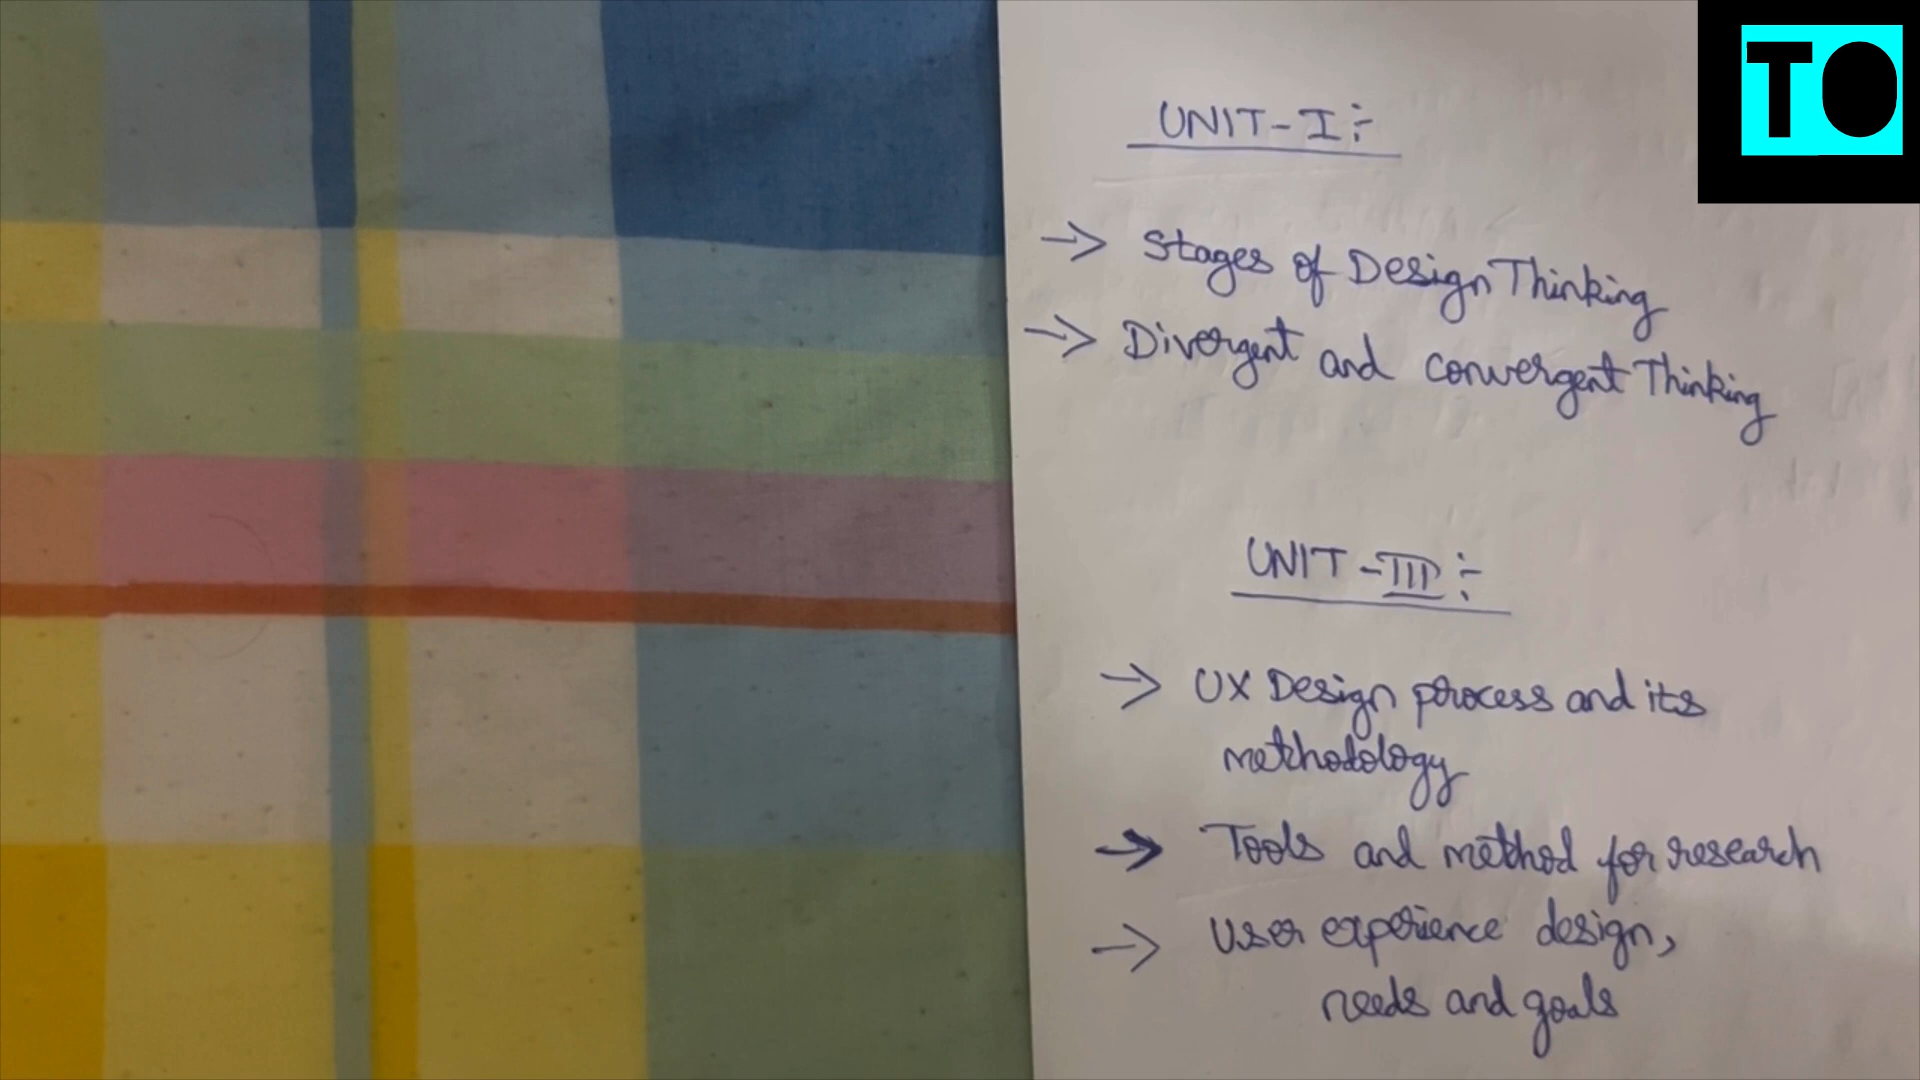 TO
UNIT-I:-
→ Stages of Design Thinking
→ Divergent and convergent Thinking
UNIT-III:-
→ UX Design process and its
methodology
→ Tools and method for research
→ User experience design,
needs and goals